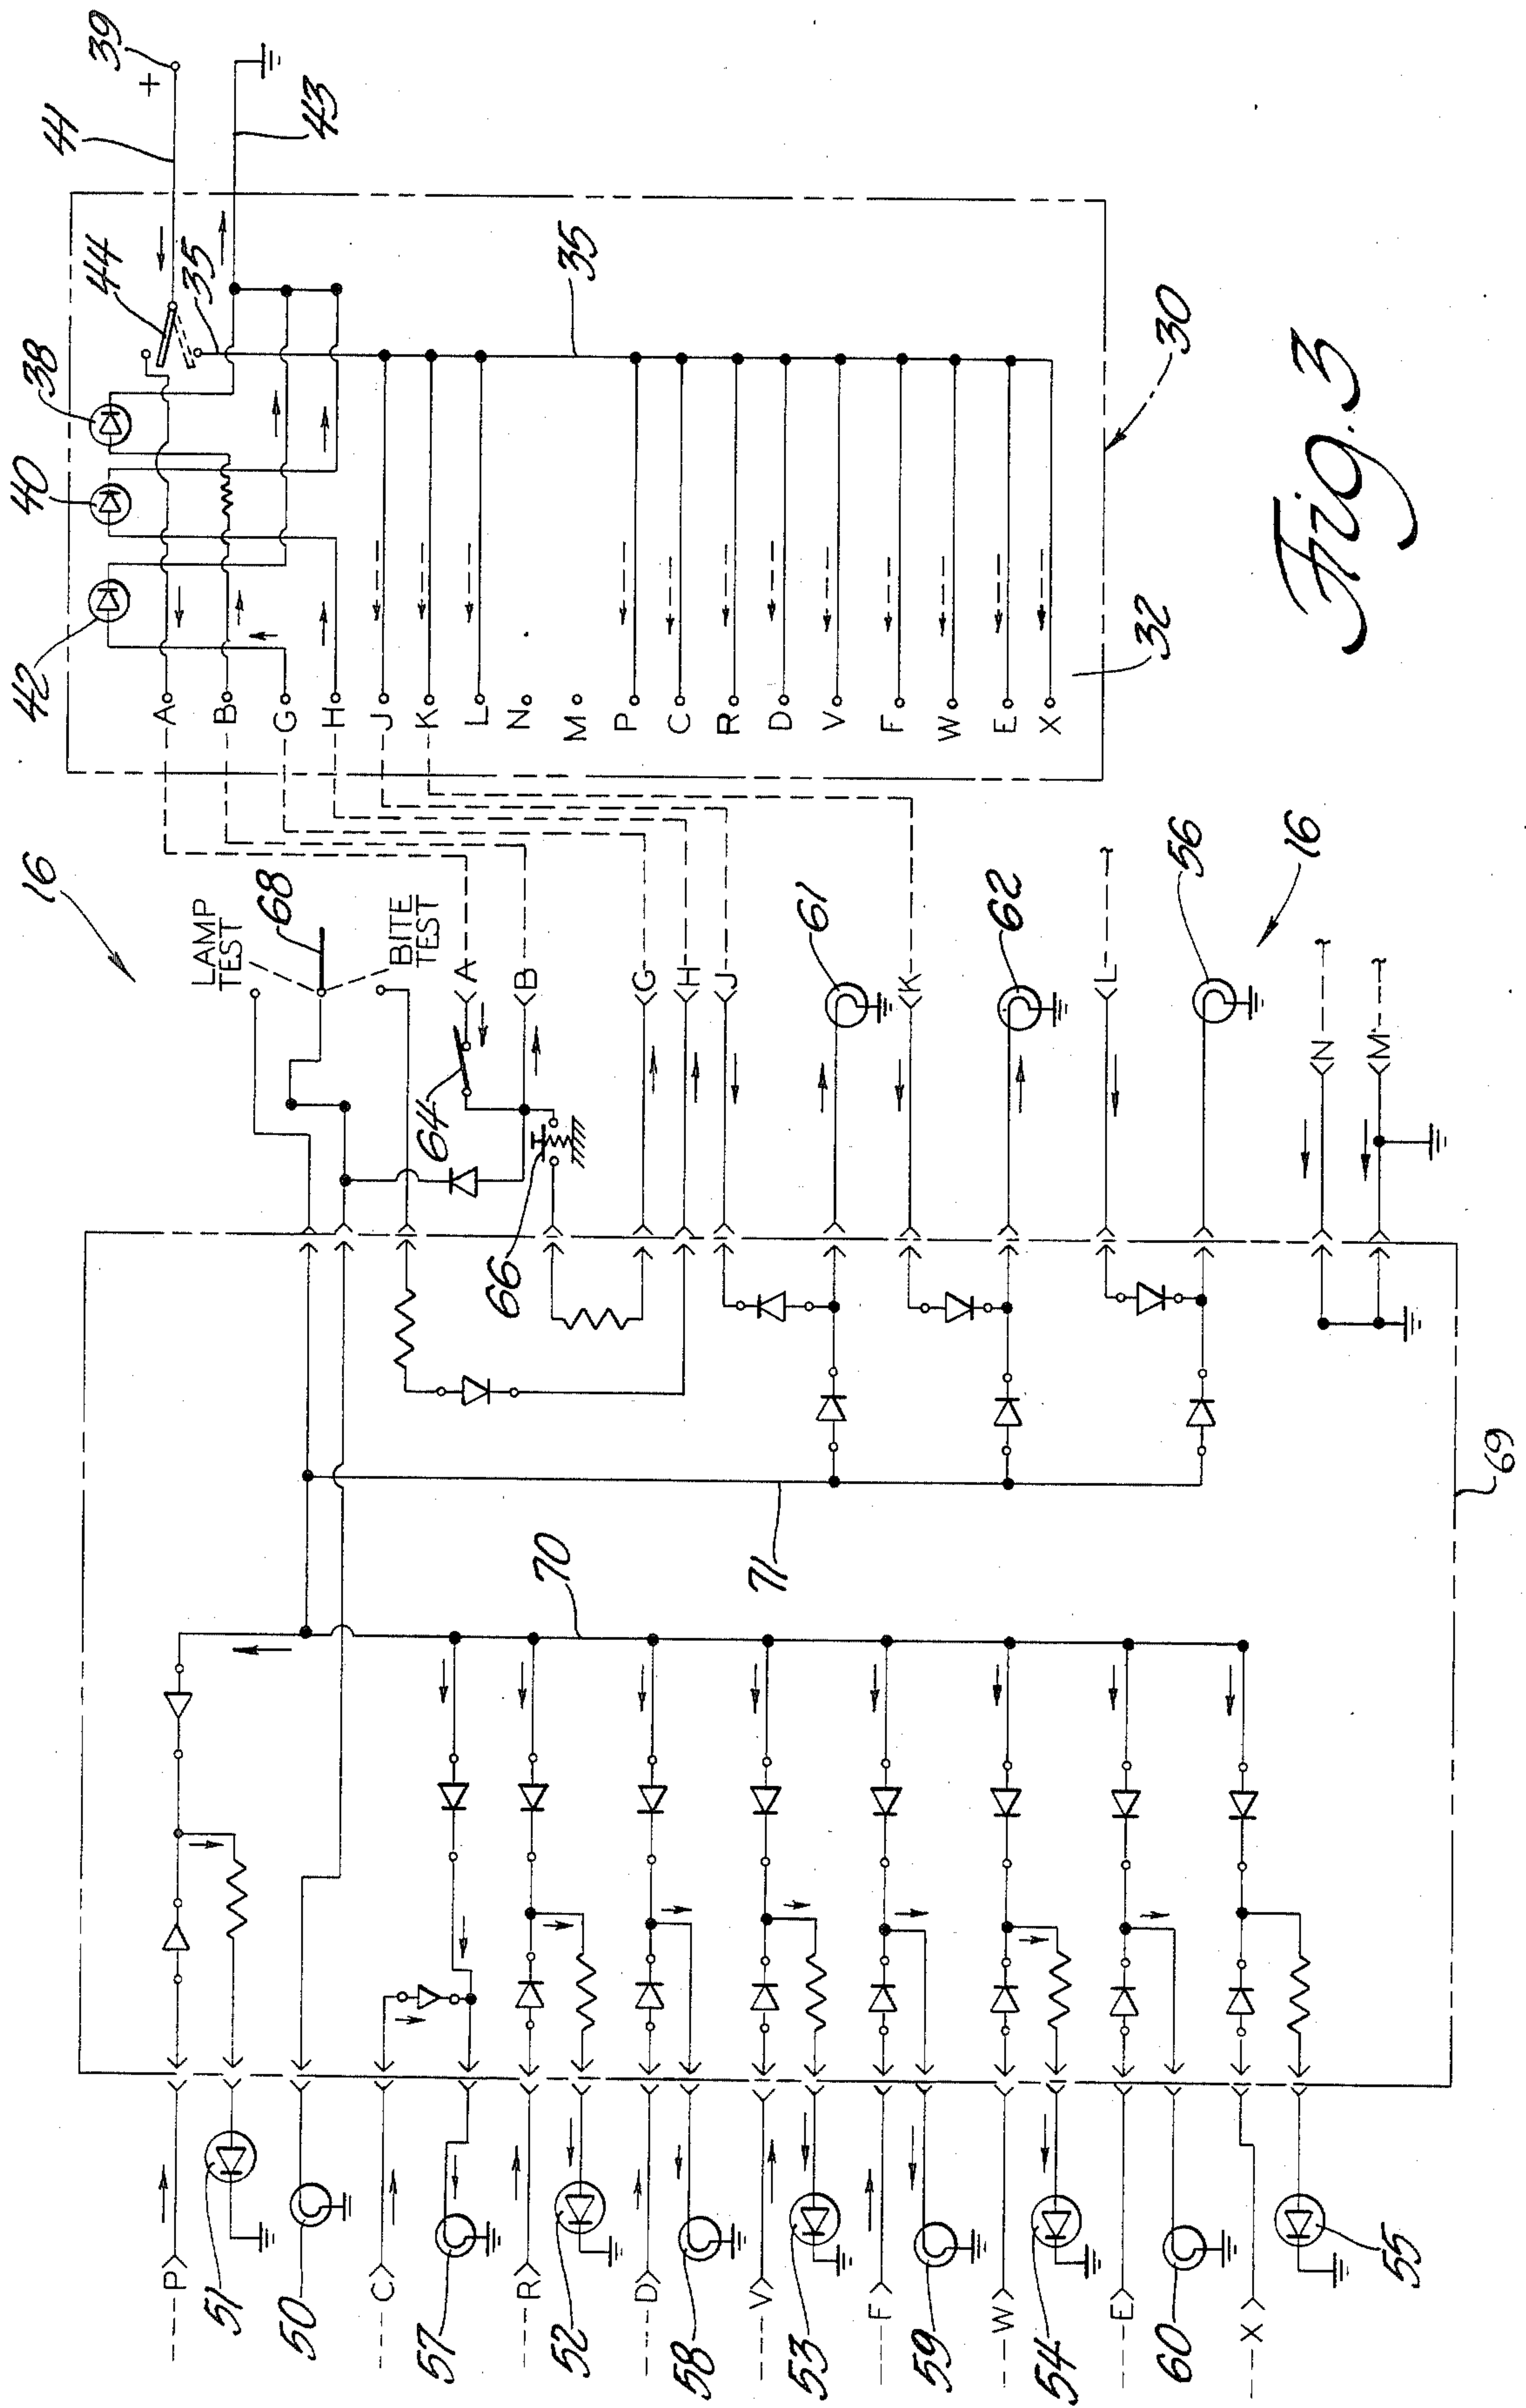 39
+
41
43
44
35
38
40
42
35
A
B
G
H
J
K
L
N
M
P
C
R
D
V
F
W
E
X
30
32
Fig. 3
16
LAMP
TEST
68
BITE
TEST
A
B
G
H
J
61
K
62
L
56
16
N
M
64
66
69
71
70
P
51
50
C
57
R
52
D
58
V
53
F
59
W
54
E
60
X
55